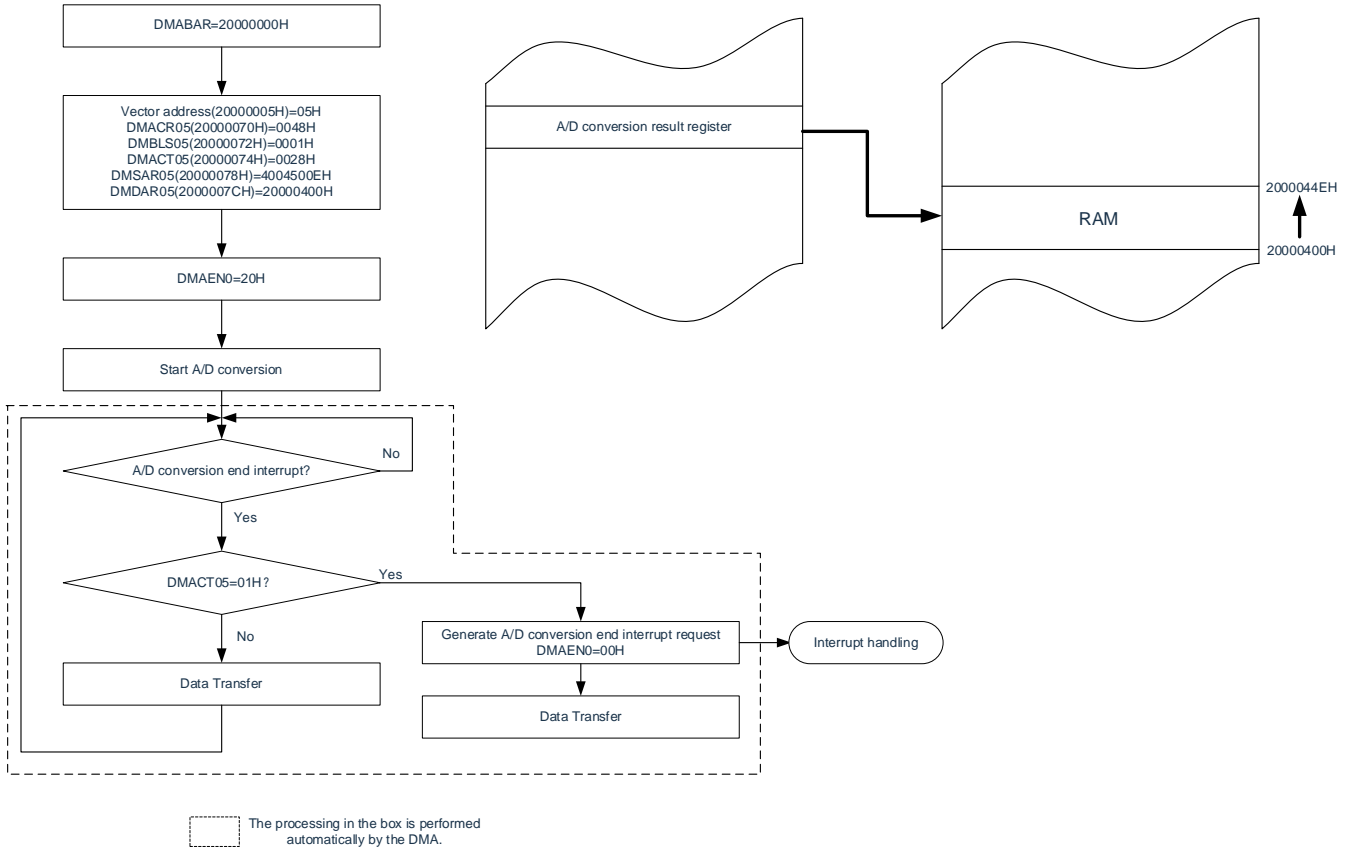 DMABAR=20000000H
Vector address(20000005H)=05H
DMACR05(20000070H)=0048H
DMBLS05(20000072H)=0001H
DMACT05(20000074H)=0028H
DMSAR05(20000078H)=4004500EH
DMDAR05(2000007CH)=20000400H
DMAEN0=20H
Start A/D conversion
A/D conversion end interrupt?
No
Yes
DMACT05=01H?
Yes
No
Data Transfer
Generate A/D conversion end interrupt request
DMAEN0=00H
Data Transfer
Interrupt handling
The processing in the box is performed
automatically by the DMA.
A/D conversion result register
RAM
2000044EH
20000400H